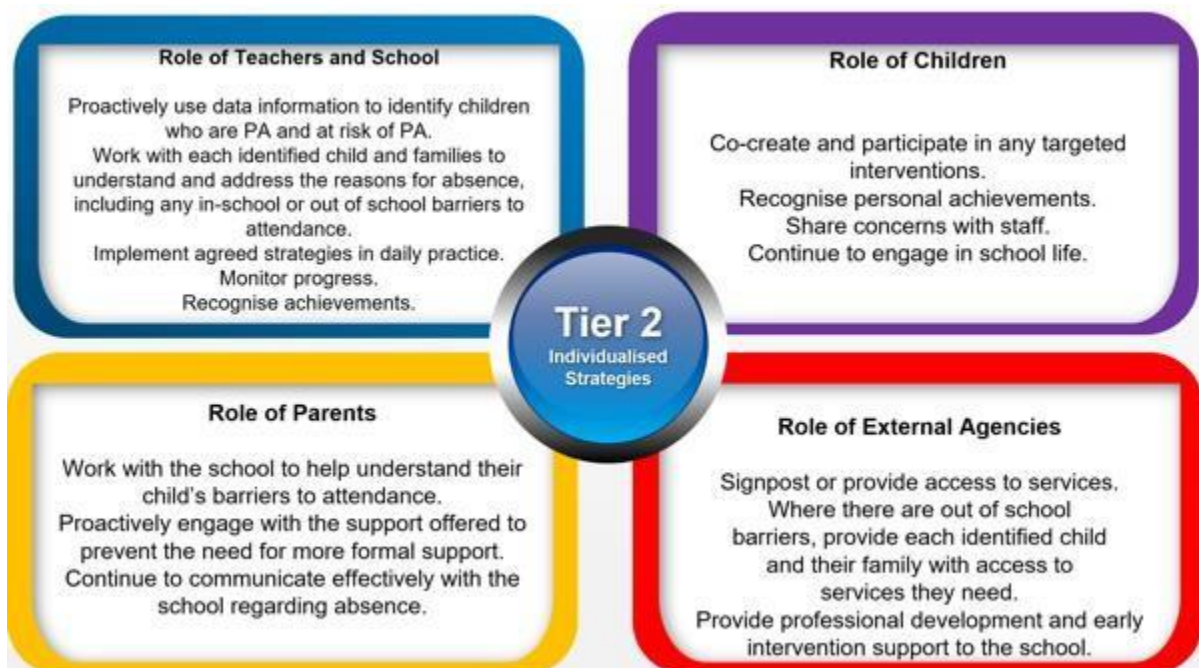 Role of Teachers and School
Proactively use data information to identify children
who are PA and at risk of PA.
Work with each identified child and families to
understand and address the reasons for absence,
including any in-school or out of school barriers to
attendance.
Implement agreed strategies in daily practice.
Monitor progress.
Recognise achievements.
Role of Children
Co-create and participate in any targeted
interventions.
Recognise personal achievements.
Share concerns with staff.
Continue to engage in school life.
Tier 2
Individualised
Strategies
Role of Parents
Work with the school to help understand their
child's barriers to attendance.
Proactively engage with the support offered to
prevent the need for more formal support.
Continue to communicate effectively with the
school regarding absence.
Role of External Agencies
Signpost or provide access to services.
Where there are out of school
barriers, provide each identified child
and their family with access to
services they need.
Provide professional development and early
intervention support to the school.